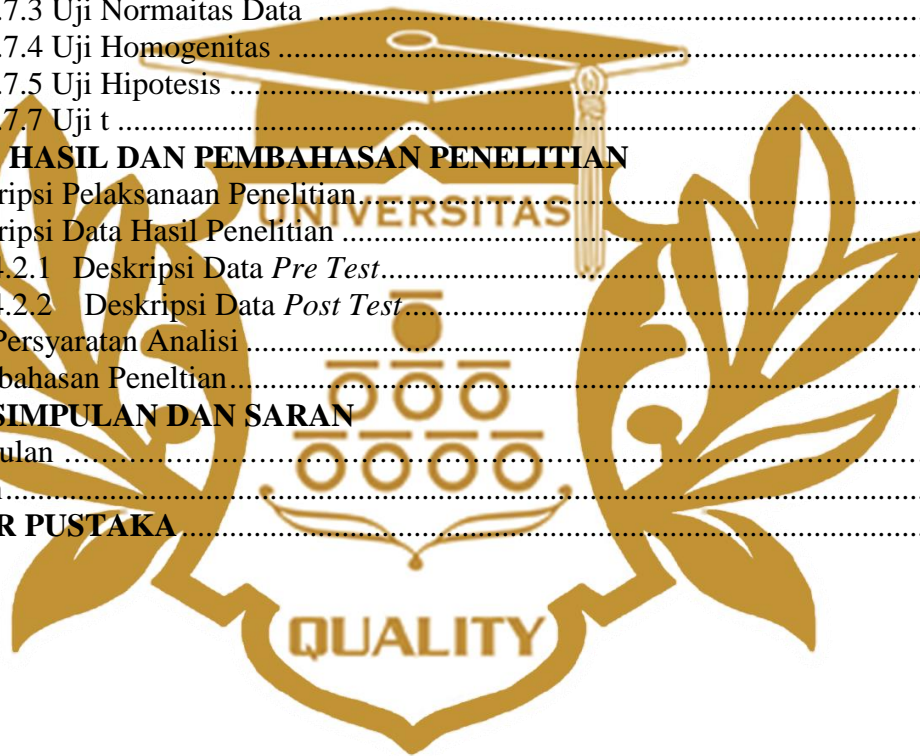 .7.3 Uji Normaitas Data ................................................................
.7.4 Uji Homogenitas ................................................................
.7.5 Uji Hipotesis ................................................................
.7.7 Uji t ................................................................
HASIL DAN PEMBAHASAN PENELITIAN
ripsi Pelaksanaan Penelitian................................................................
UNIVERSITAS
ripsi Data Hasil Penelitian ................................................................
4.2.1 Deskripsi Data Pre Test................................................................
4.2.2 Deskripsi Data Post Test................................................................
Persyaratan Analisi ................................................................
bahasan Peneltian................................................................
SIMPULAN DAN SARAN
ulan ................................................................
................................................................
R PUSTAKA................................................................
QUALITY